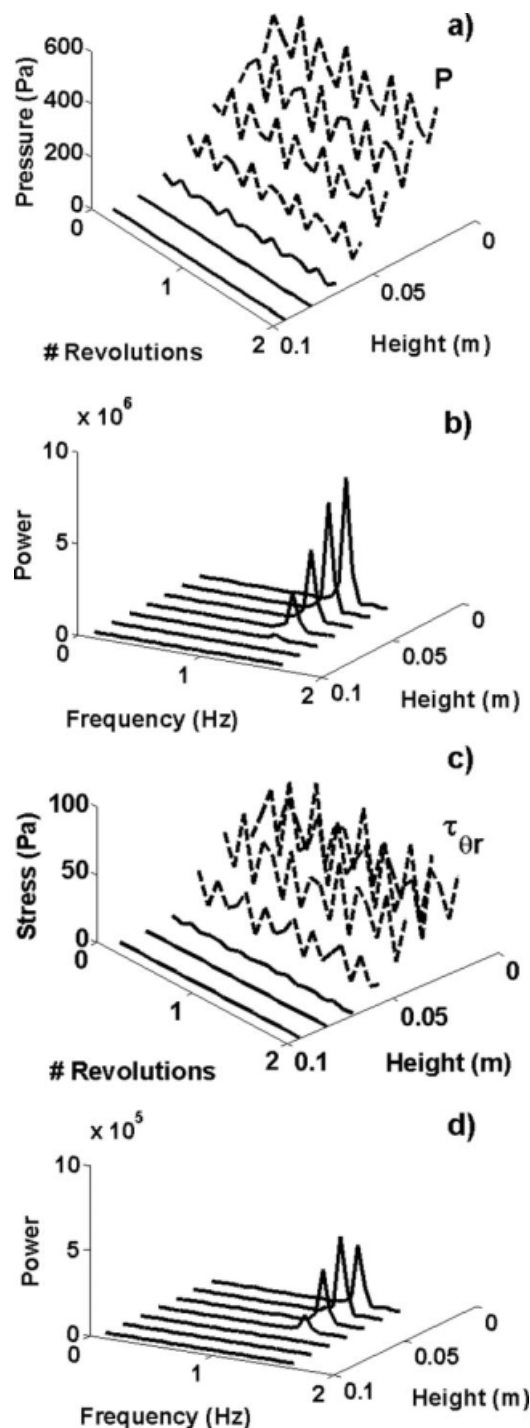 a)
600
400
200
0
Pressure (Pa)
P
0
1
2
# Revolutions
0.1
0.05
0
Height (m)
b)
x 10^6
10
5
0
Power
0
1
2
Frequency (Hz)
0.1
0.05
0
Height (m)
c)
100
50
0
Stress (Pa)
τθr
0
1
2
# Revolutions
0.1
0.05
0
Height (m)
d)
x 10^5
10
5
0
Power
0
1
2
Frequency (Hz)
0.1
0.05
0
Height (m)